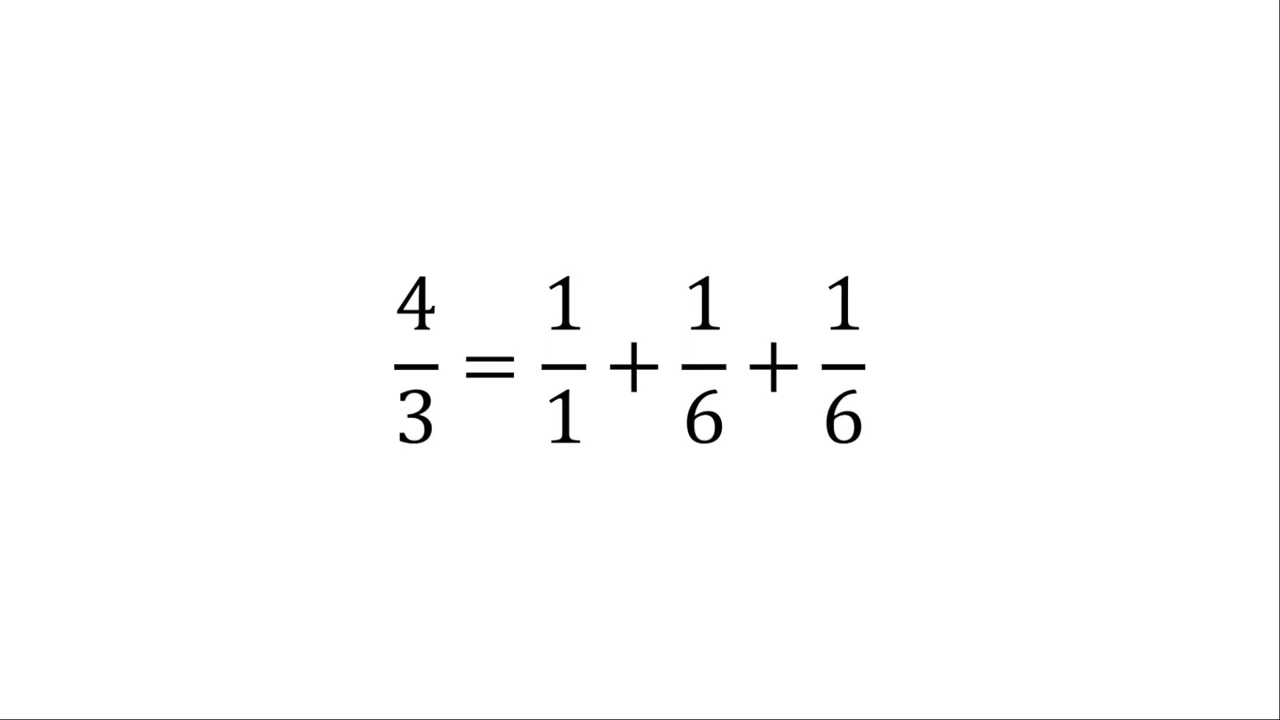 4/3 = 1/1 + 1/6 + 1/6